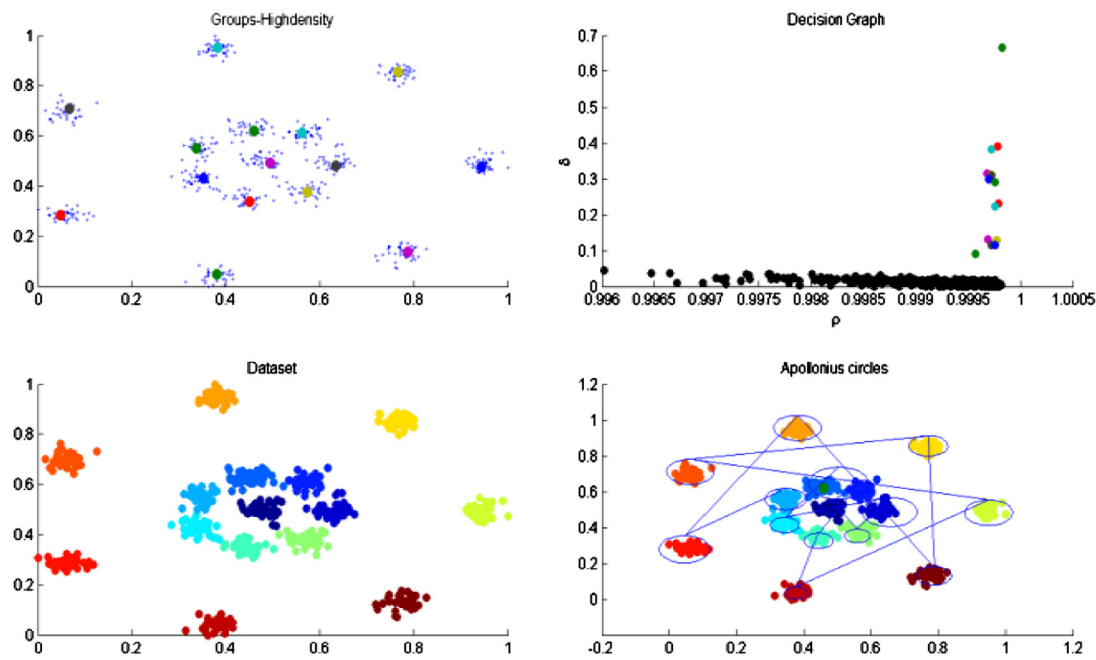 Groups-Highdensity
1
0.8
0.6
0.4
0.2
0
0 0.2 0.4 0.6 0.8 1
Decision Graph
0.7
0.6
0.5
δ 0.4
0.3
0.2
0.1
0
0.996 0.9965 0.997 0.9975 0.998 0.9985 0.999 0.9995 1 1.0005
ρ
Dataset
1
0.8
0.6
0.4
0.2
0
0 0.2 0.4 0.6 0.8 1
Apollonius circles
1.2
1
0.8
0.6
0.4
0.2
0
-0.2 0 0.2 0.4 0.6 0.8 1 1.2